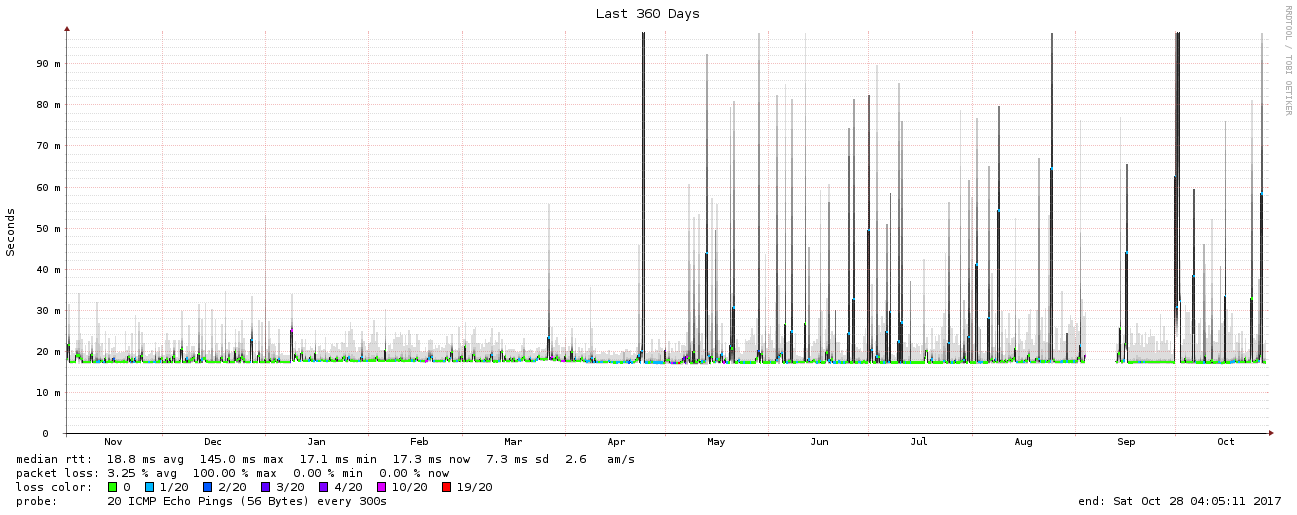 Last 360 Days
RRDTOOL / TOBI OETIKER
Seconds
90 m
80 m
70 m
60 m
50 m
40 m
30 m
20 m
10 m
0
Nov Dec Jan Feb Mar Apr May Jun Jul Aug Sep Oct
median rtt: 18.8 ms avg 145.0 ms max 17.1 ms min 17.3 ms now 7.3 ms sd 2.6 am/s
packet loss: 3.25 % avg 100.00 % max 0.00 % min 0.00 % now
loss color: 0 1/20 2/20 3/20 4/20 10/20 19/20
probe: 20 ICMP Echo Pings (56 Bytes) every 300s end: Sat Oct 28 04:05:11 2017